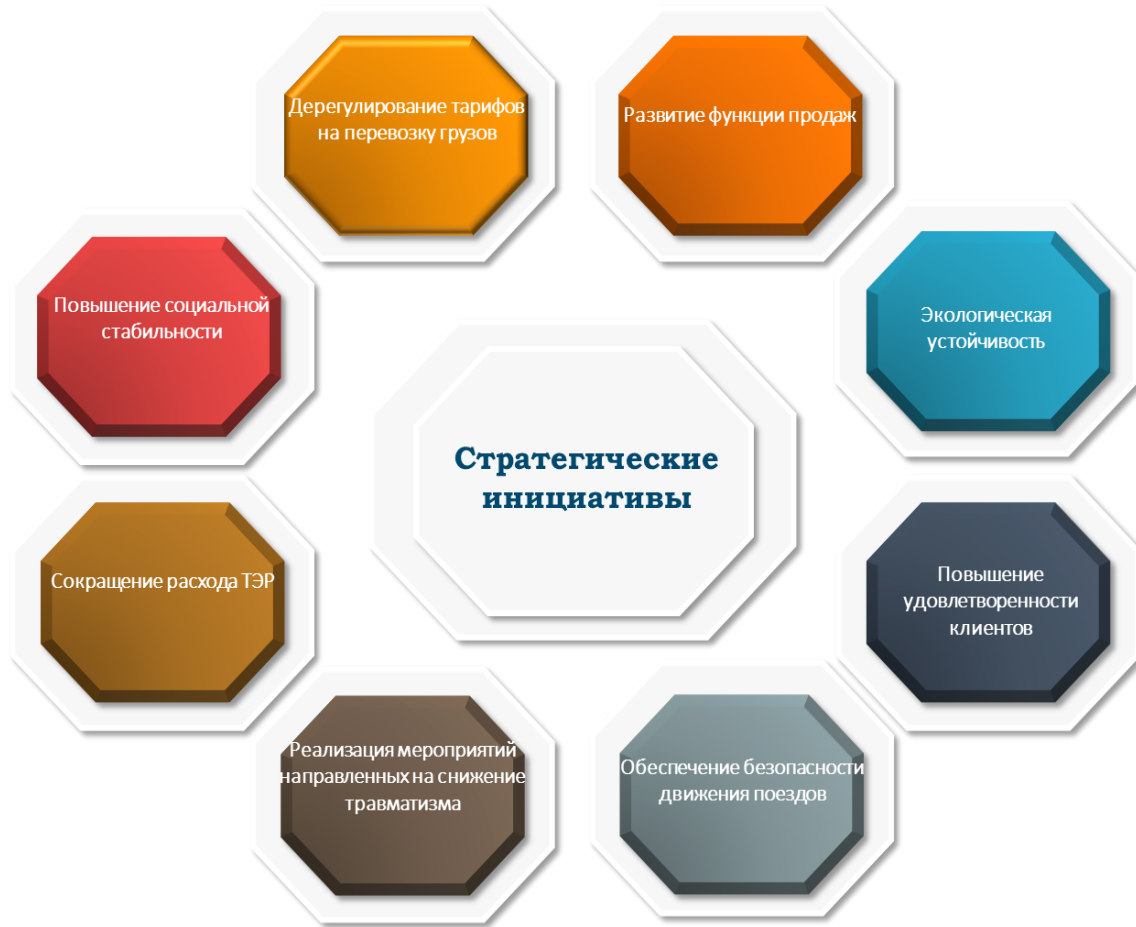 Дерегулирование тарифов
на перевозку грузов
Развитие функции продаж
Повышение социальной
стабильности
Экологическая
устойчивость
Стратегические
инициативы
Сокращение расхода ТЭР
Повышение
удовлетворенности
клиентов
Реализация мероприятий
направленных на снижение
травматизма
Обеспечение безопасности
движения поездов